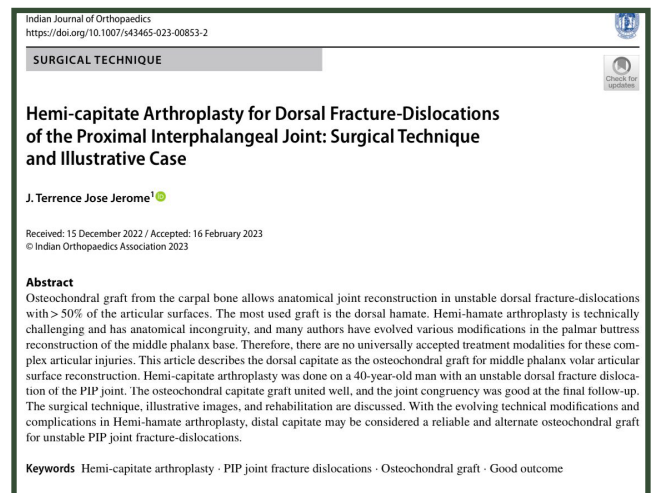 Indian Journal of Orthopaedics
https://doi.org/10.1007/s43465-023-00853-2
SURGICAL TECHNIQUE
Check for
updates
Hemi-capitate Arthroplasty for Dorsal Fracture-Dislocations
of the Proximal Interphalangeal Joint: Surgical Technique
and Illustrative Case
J. Terrence Jose Jerome1
Received: 15 December 2022 / Accepted: 16 February 2023
© Indian Orthopaedics Association 2023
Abstract
Osteochondral graft from the carpal bone allows anatomical joint reconstruction in unstable dorsal fracture-dislocations
with > 50% of the articular surfaces. The most used graft is the dorsal hamate. Hemi-hamate arthroplasty is technically
challenging and has anatomical incongruity, and many authors have evolved various modifications in the palmar buttress
reconstruction of the middle phalanx base. Therefore, there are no universally accepted treatment modalities for these com-
plex articular injuries. This article describes the dorsal capitate as the osteochondral graft for middle phalanx volar articular
surface reconstruction. Hemi-capitate arthroplasty was done on a 40-year-old man with an unstable dorsal fracture disloca-
tion of the PIP joint. The osteochondral capitate graft united well, and the joint congruency was good at the final follow-up.
The surgical technique, illustrative images, and rehabilitation are discussed. With the evolving technical modifications and
complications in Hemi-hamate arthroplasty, distal capitate may be considered a reliable and alternate osteochondral graft
for unstable PIP joint fracture-dislocations.
Keywords Hemi-capitate arthroplasty · PIP joint fracture dislocations · Osteochondral graft · Good outcome